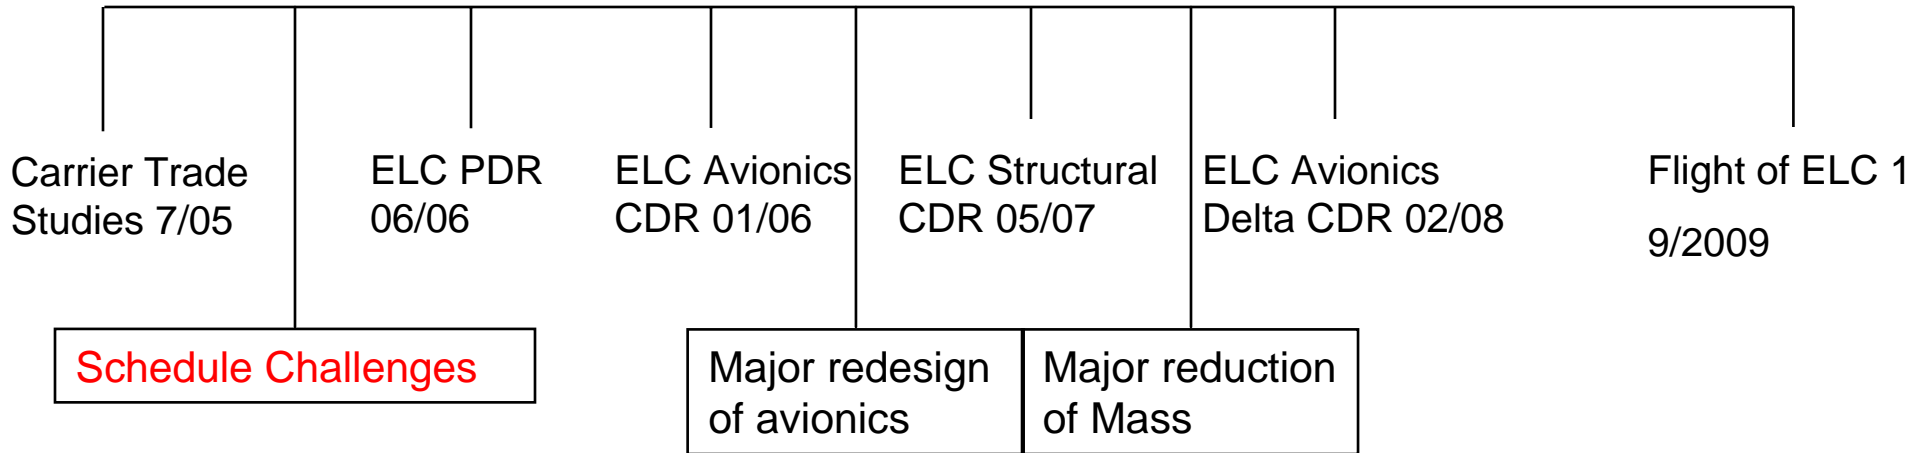 Carrier Trade
Studies 7/05
ELC PDR
06/06
ELC Avionics
CDR 01/06
ELC Structural
CDR 05/07
ELC Avionics
Delta CDR 02/08
Flight of ELC 1
9/2009
Schedule Challenges
Major redesign
of avionics
Major reduction
of Mass